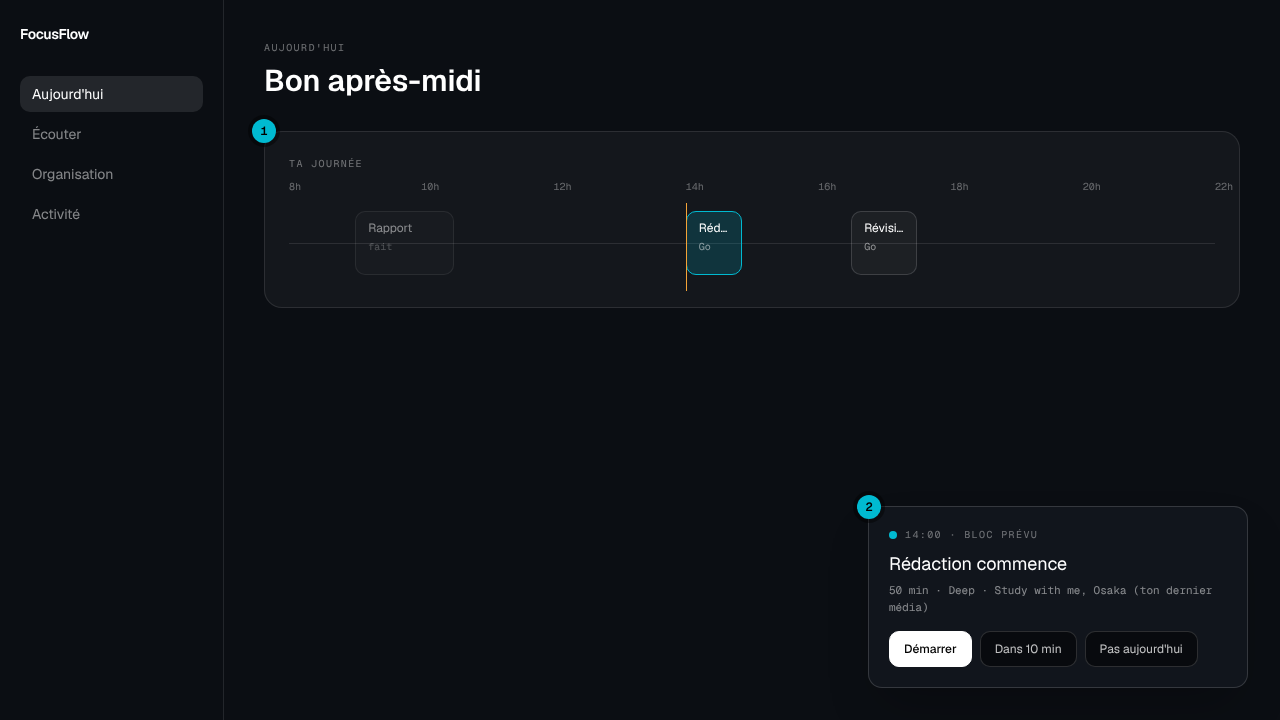 FocusFlow
Aujourd'hui
Écouter
Organisation
Activité
AUJOURD'HUI
Bon après-midi
1
TA JOURNÉE
8h 10h 12h 14h 16h 18h 20h 22h
Rapport
fait
Réd…
Go
Révisi…
Go
2
14:00 · BLOC PRÉVU
Rédaction commence
50 min · Deep · Study with me, Osaka (ton dernier
média)
Démarrer Dans 10 min Pas aujourd'hui